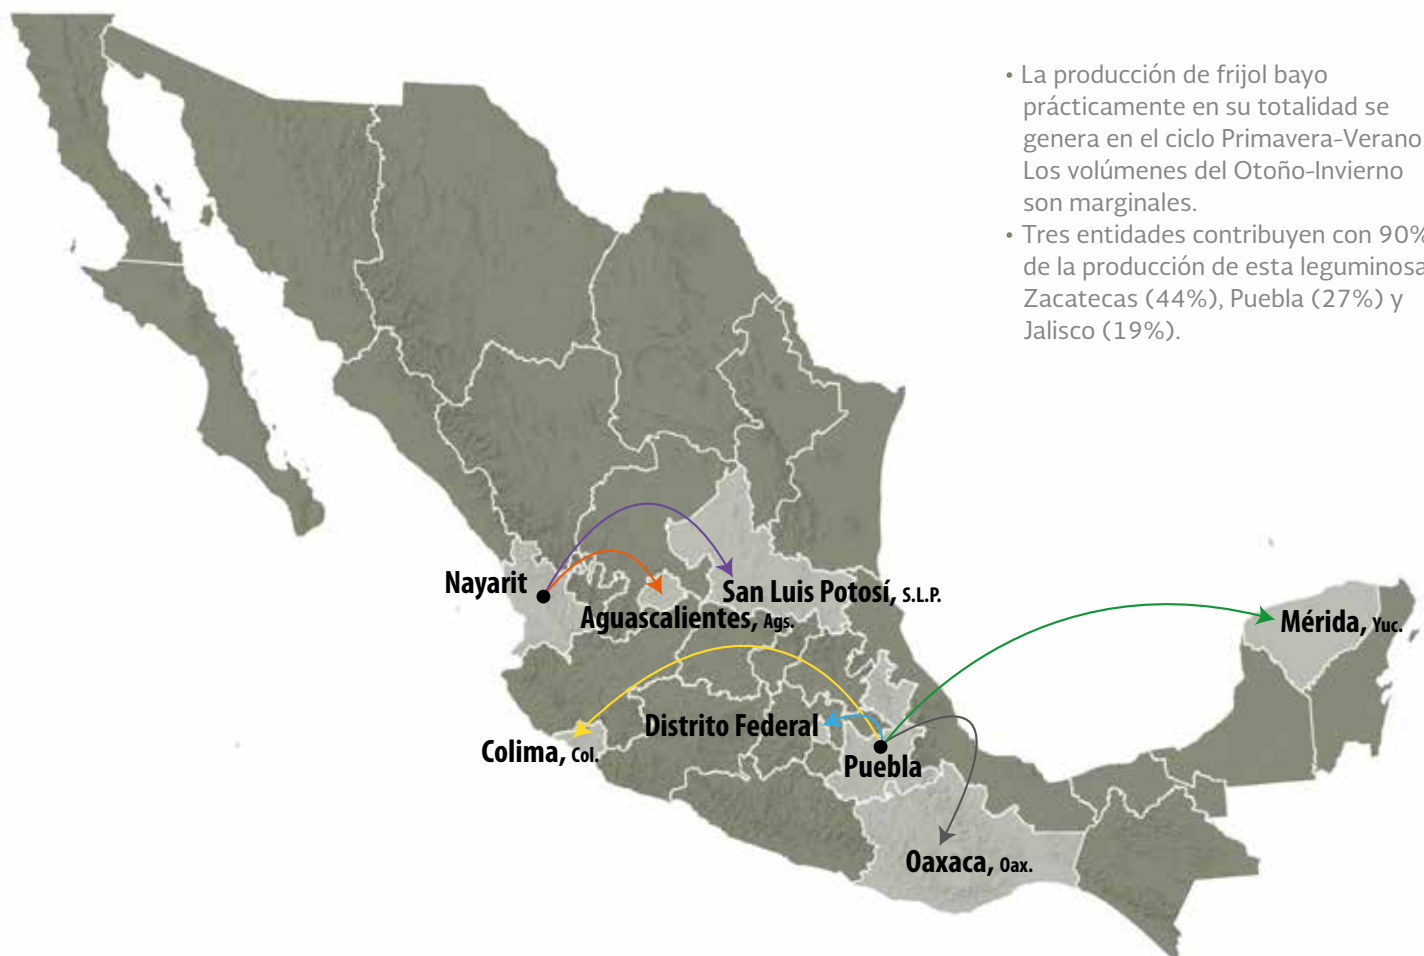 • La producción de frijol bayo
prácticamente en su totalidad se
genera en el ciclo Primavera-Verano.
Los volúmenes del Otoño-Invierno
son marginales.
• Tres entidades contribuyen con 90%
de la producción de esta leguminosa
Zacatecas (44%), Puebla (27%) y
Jalisco (19%).
Nayarit
San Luis Potosí, S.L.P.
Aguascalientes, Ags.
Mérida, Yuc.
Distrito Federal
Colima, Col.
Puebla
Oaxaca, Oax.